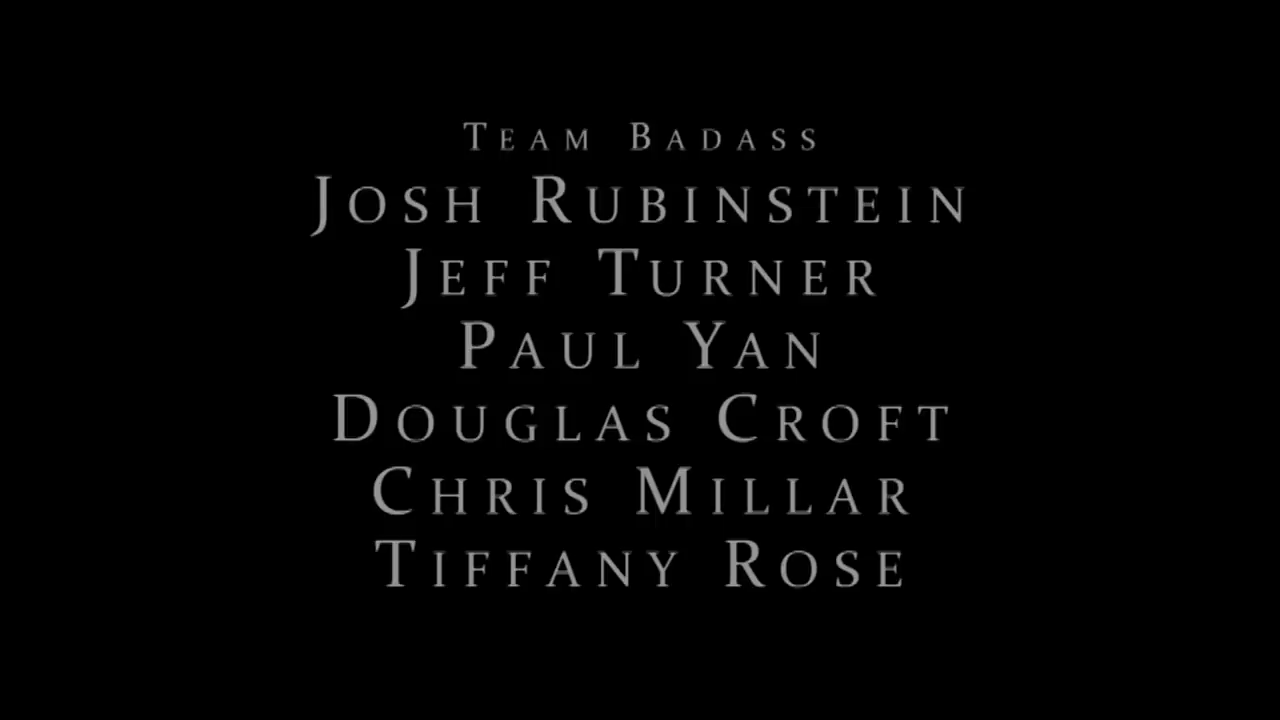 Team Badass
Josh Rubinstein
Jeff Turner
Paul Yan
Douglas Croft
Chris Millar
Tiffany Rose